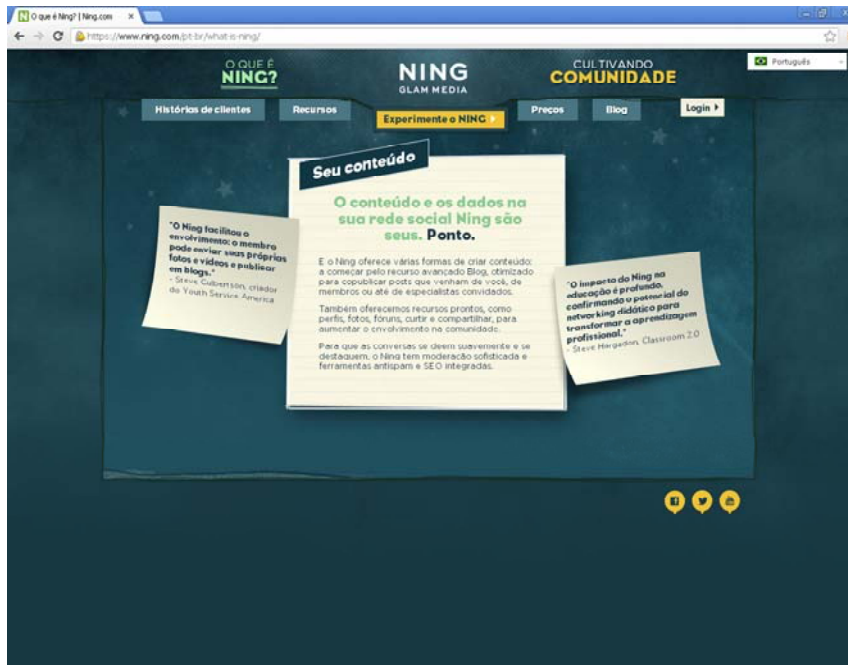 O que é Ning? | Ning.com
https://www.ning.com/pt-br/what-is-ning/
O QUE É
NING?
NING
GLAM MEDIA
CULTIVANDO
COMUNIDADE
Português
Histórias de clientes
Recursos
Experimente o NING
Preços
Blog
Login
Seu conteúdo
O conteúdo e os dados na
sua rede social Ning são
seus. Ponto.
E o Ning oferece várias formas de criar conteúdo:
a começar pelo recurso avançado Blog, otimizado
para copublicar posts que venham de você, de
membros ou até de especialistas convidados.
Também oferecemos recursos prontos, como
perfis, fotos, fóruns, curtir e compartilhar, para
aumentar o envolvimento na comunidade.
Para que as conversas se deem suavemente e se
destaquem, o Ning tem moderação sofisticada e
ferramentas antispam e SEO integradas.
"O Ning facilitou o
envolvimento: o membro
pode enviar suas próprias
fotos e vídeos e publicar
em blogs."
- Steve Culbertson, criador
do Youth Service America
"O impacto do Ning na
educação é profundo,
confirmando o potencial do
networking didático para
transformar a aprendizagem
profissional."
- Steve Hargadon, Classroom 2.0